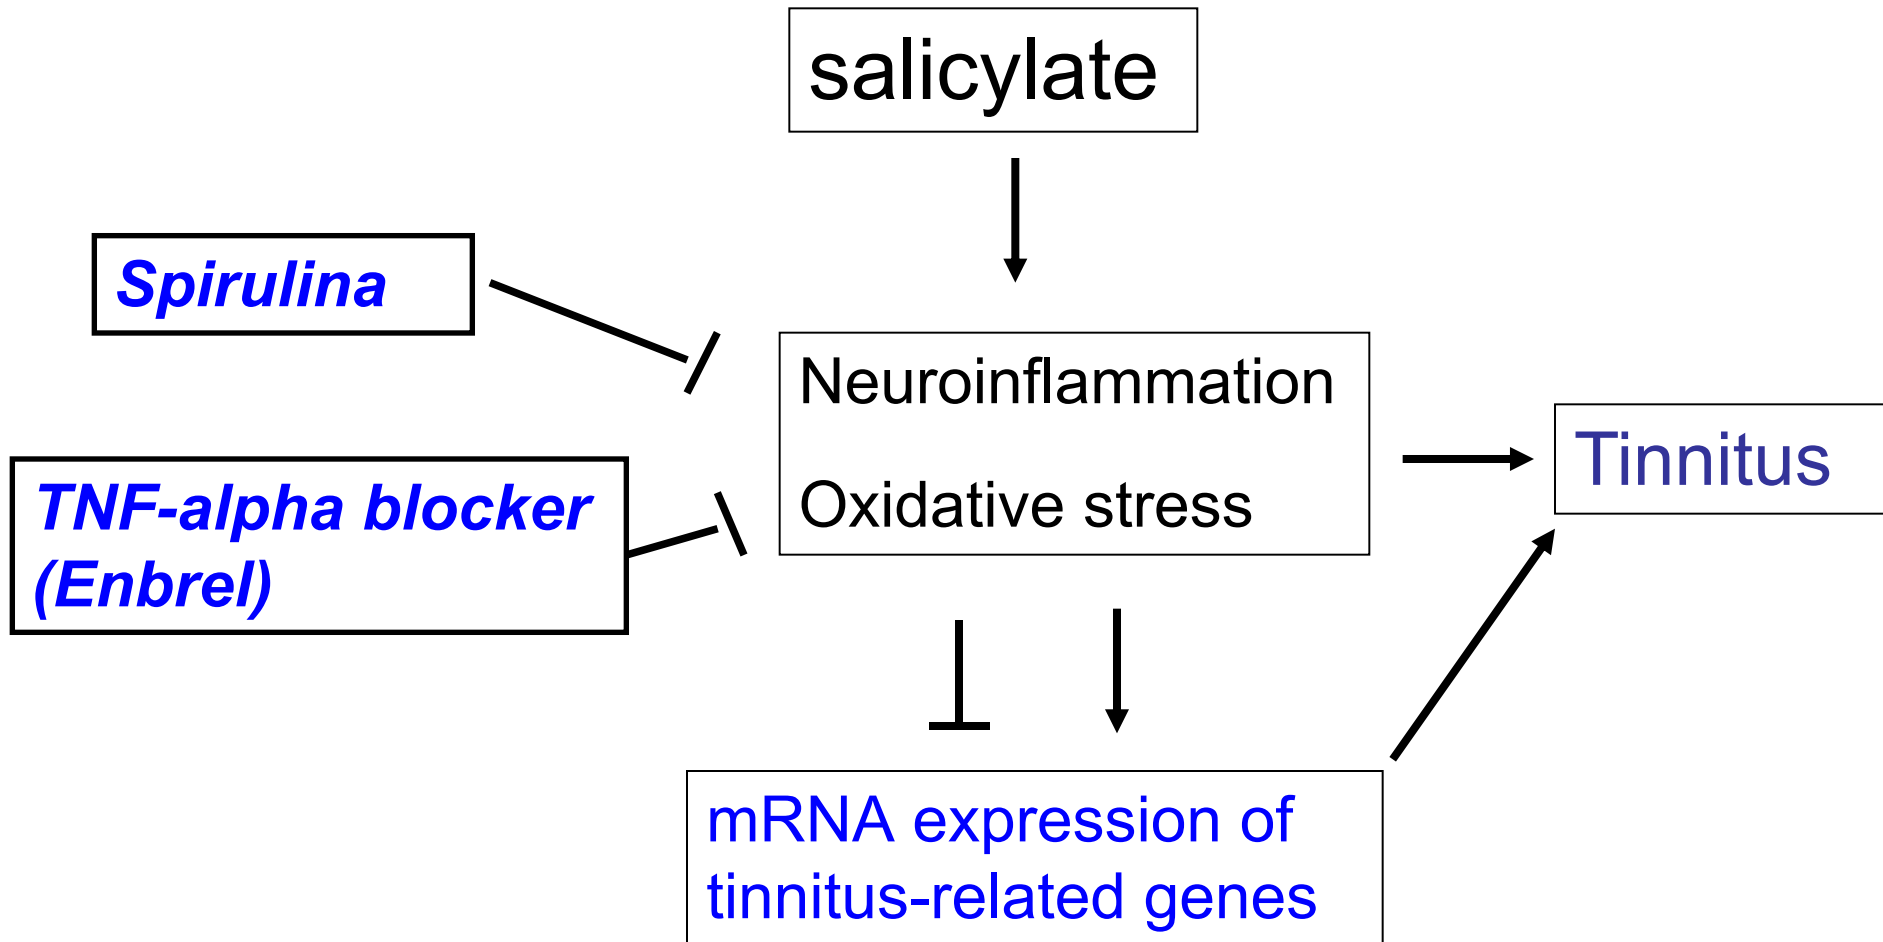 salicylate
Spirulina
Neuroinflammation
Oxidative stress
Tinnitus
TNF-alpha blocker
(Enbrel)
mRNA expression of
tinnitus-related genes